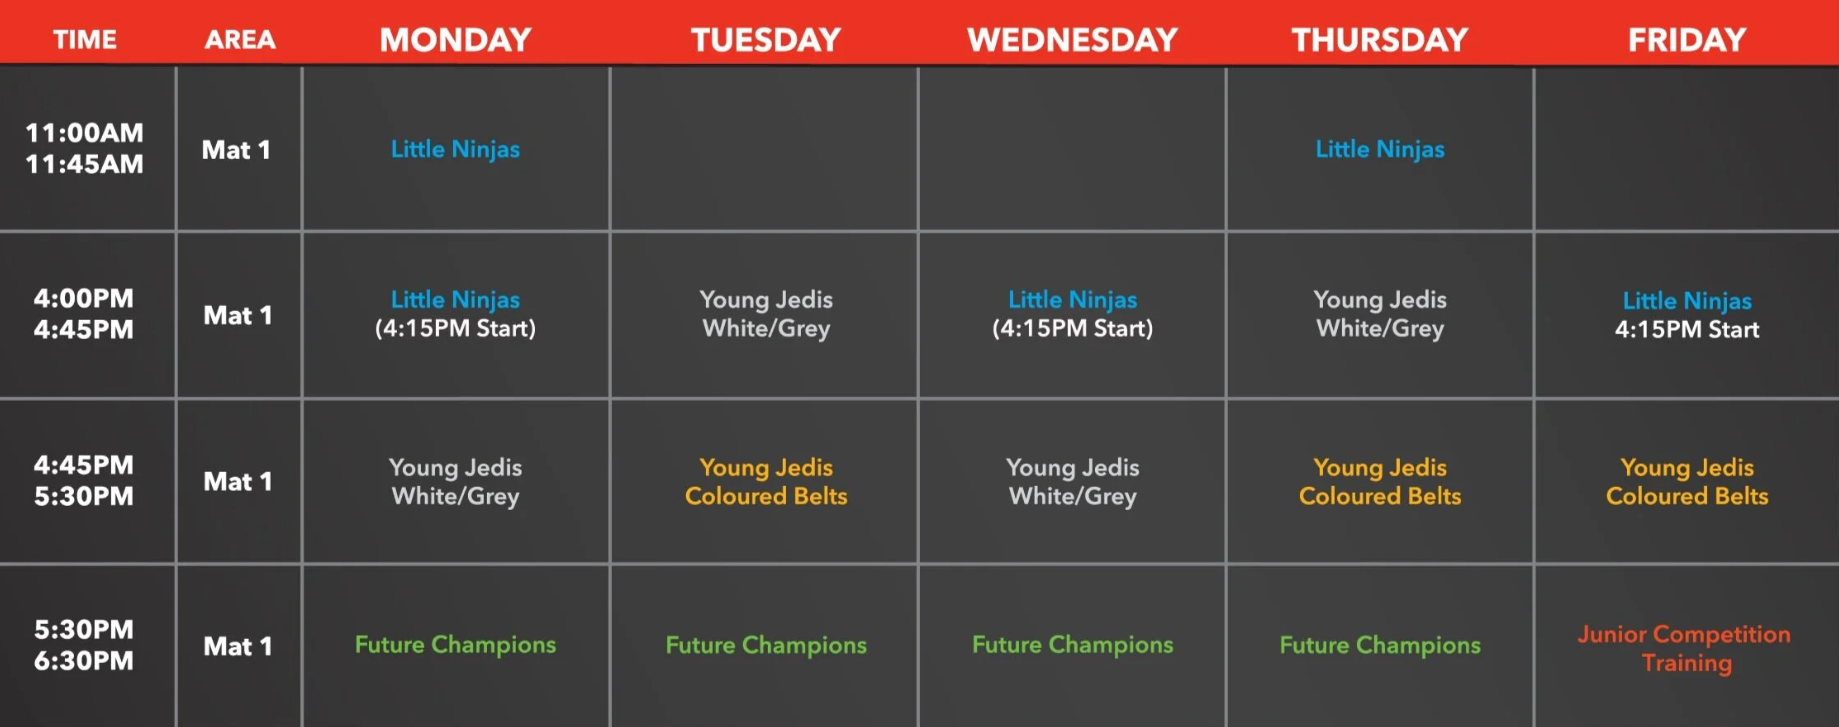 TIME AREA MONDAY TUESDAY WEDNESDAY THURSDAY FRIDAY
11:00AM
11:45AM
Mat 1
Little Ninjas
Little Ninjas
4:00PM
4:45PM
Mat 1
Little Ninjas
(4:15PM Start)
Young Jedis
White/Grey
Little Ninjas
(4:15PM Start)
Young Jedis
White/Grey
Little Ninjas
4:15PM Start
4:45PM
5:30PM
Mat 1
Young Jedis
White/Grey
Young Jedis
Coloured Belts
Young Jedis
White/Grey
Young Jedis
Coloured Belts
Young Jedis
Coloured Belts
5:30PM
6:30PM
Mat 1
Future Champions
Future Champions
Future Champions
Future Champions
Junior Competition
Training